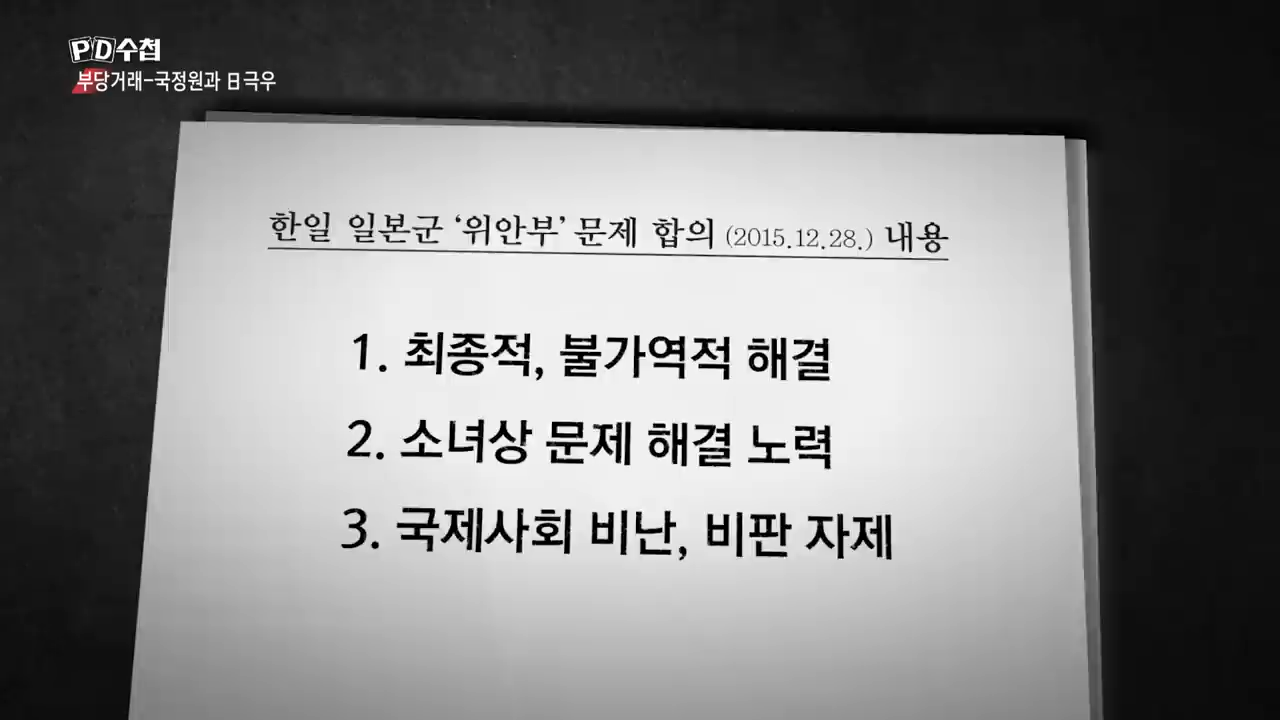 PD수첩
부당거래-국정원과 日극우
한일 일본군 ‘위안부’ 문제 합의 (2015.12.28.) 내용
1. 최종적, 불가역적 해결
2. 소녀상 문제 해결 노력
3. 국제사회 비난, 비판 자제